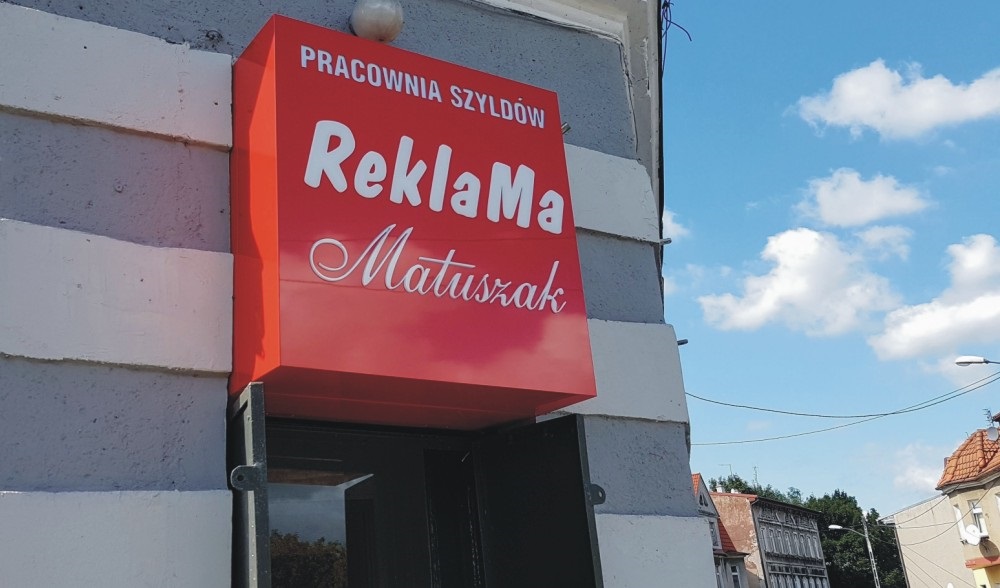 PRACOWNIA SZYLDÓW
ReklaMa
Matuszak